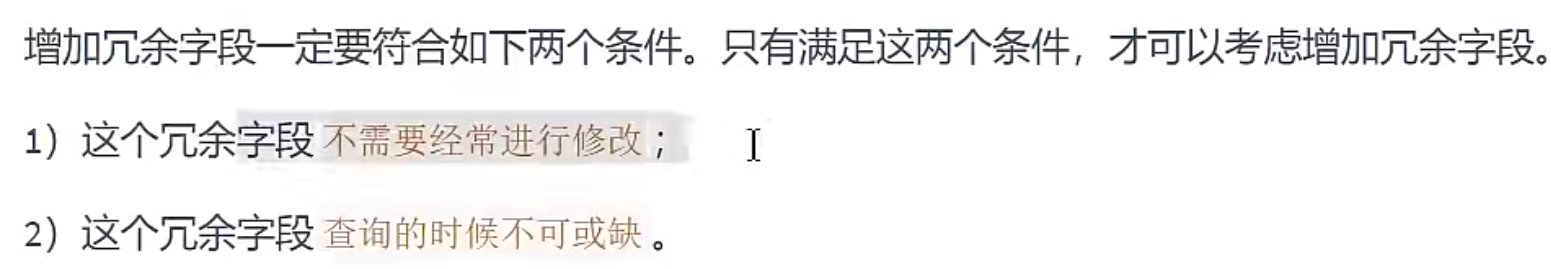 增加冗余字段一定要符合如下两个条件。只有满足这两个条件，才可以考虑增加冗余字段。
1）这个冗余字段 不需要经常进行修改；
2）这个冗余字段 查询的时候不可或缺 。